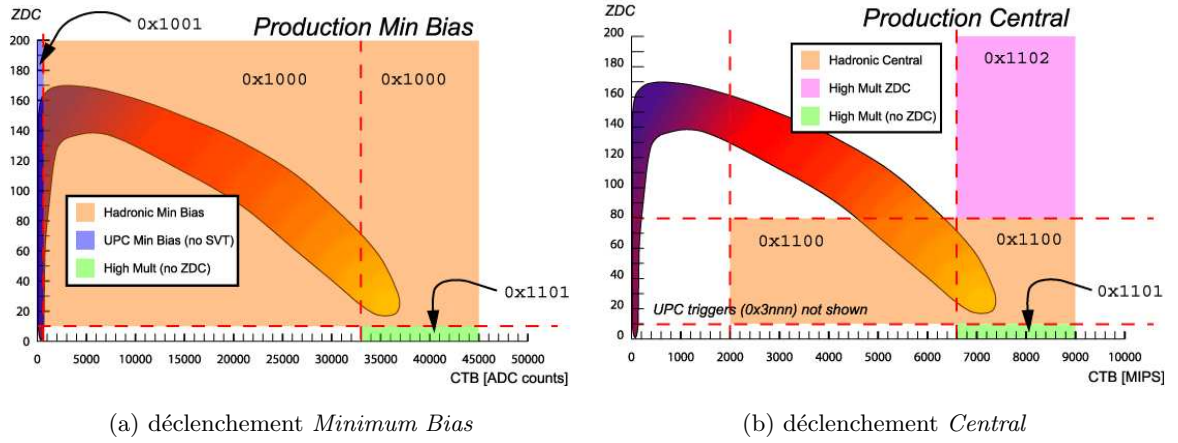 ZDC
0x1001
Production Min Bias
200
180
160
140
120
100
80
60
40
20
0
0x1000
0x1000
Hadronic Min Bias
UPC Min Bias (no SVT)
High Mult (no ZDC)
0x1101
0
5000
10000
15000
20000
25000
30000
35000
40000
45000
50000
CTB [ADC counts]
(a) déclenchement Minimum Bias
ZDC
Production Central
200
180
160
140
120
100
80
60
40
20
0
Hadronic Central
High Mult ZDC
High Mult (no ZDC)
0x1102
0x1100
0x1100
0x1101
UPC triggers (0x3nnn) not shown
0
1000
2000
3000
4000
5000
6000
7000
8000
9000
10000
CTB [MIPS]
(b) déclenchement Central